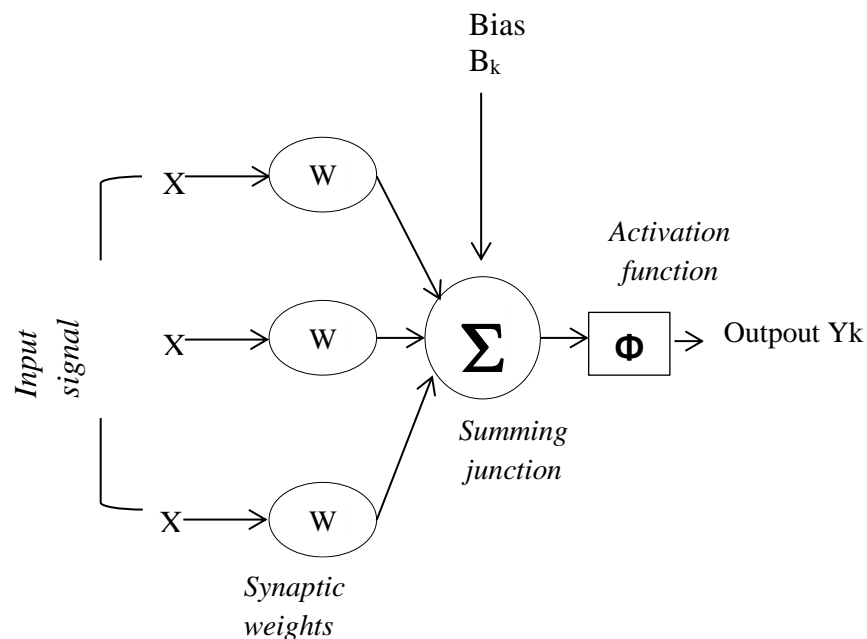 Bias
Bk
X
W
Activation
function
Input
signal
X
W
Σ
Φ
Outpout Yk
Summing
junction
X
W
Synaptic
weights